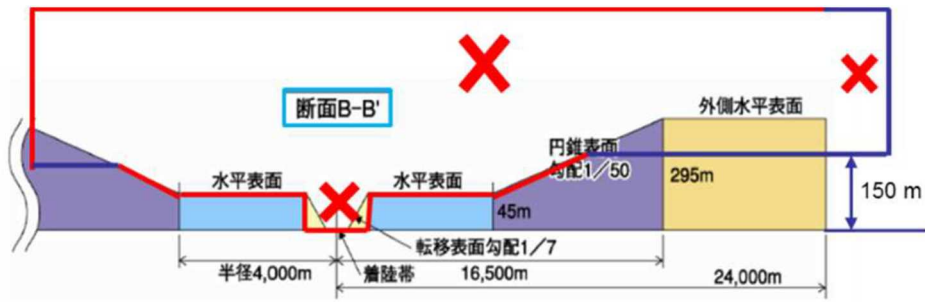 断面B-B'
外側水平表面
円錐表面
勾配1/50
水平表面
水平表面
295m
150 m
45m
転移表面勾配1/7
半径4,000m
着陸帯
16,500m
24,000m